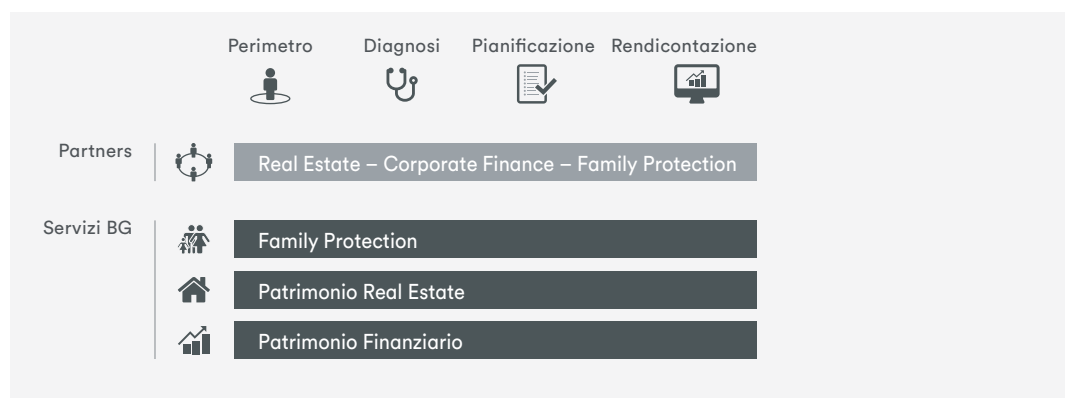 Perimetro
Diagnosi
Pianificazione
Rendicontazione
Partners
Real Estate – Corporate Finance – Family Protection
Servizi BG
Family Protection
Patrimonio Real Estate
Patrimonio Finanziario